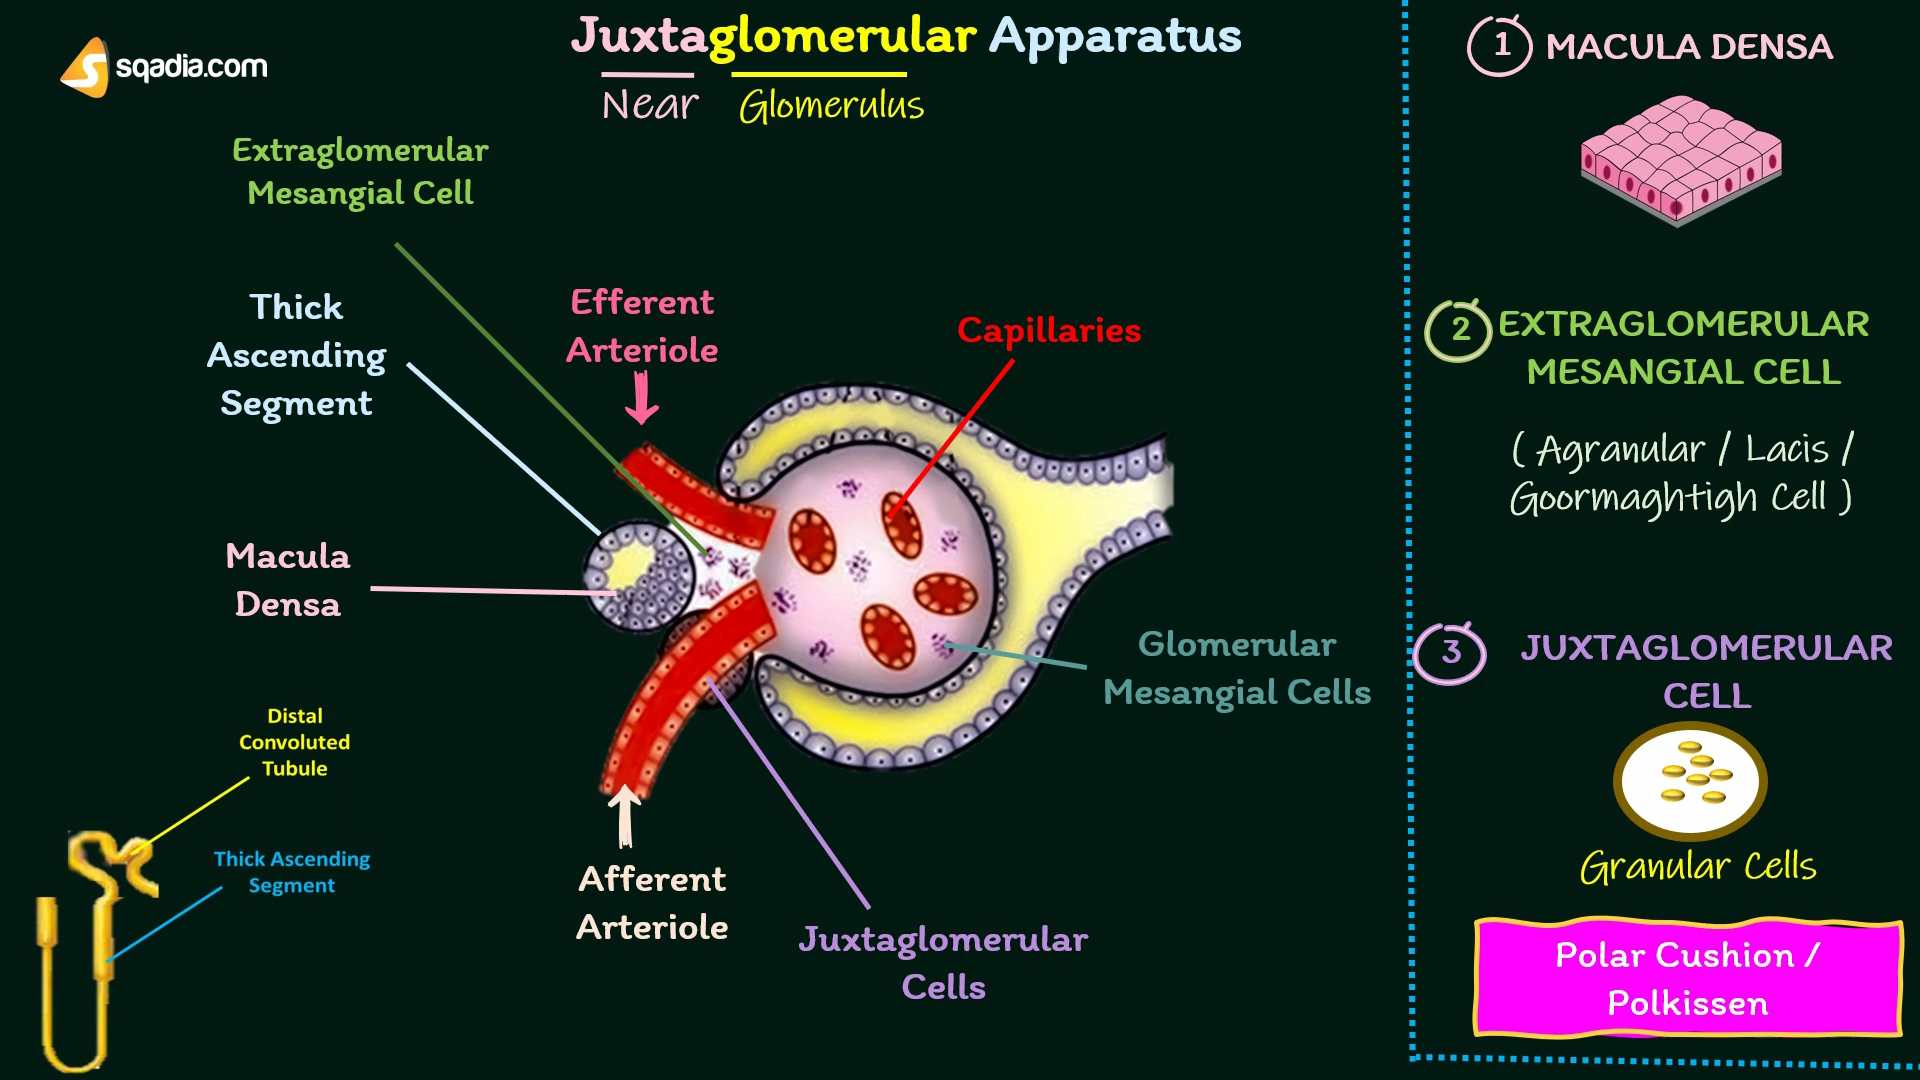 sqadia.com
Juxtaglomerular Apparatus
Near Glomerulus
Extraglomerular
Mesangial Cell
Thick
Ascending
Segment
Efferent
Arteriole
Capillaries
Macula
Densa
Glomerular
Mesangial Cells
Distal
Convoluted
Tubule
Thick Ascending
Segment
Afferent
Arteriole
Juxtaglomerular
Cells
1 MACULA DENSA
2 EXTRAGLOMERULAR
MESANGIAL CELL
( Agranular / Lacis /
Goormaghtigh Cell )
3 JUXTAGLOMERULAR
CELL
Granular Cells
Polar Cushion /
Polkissen